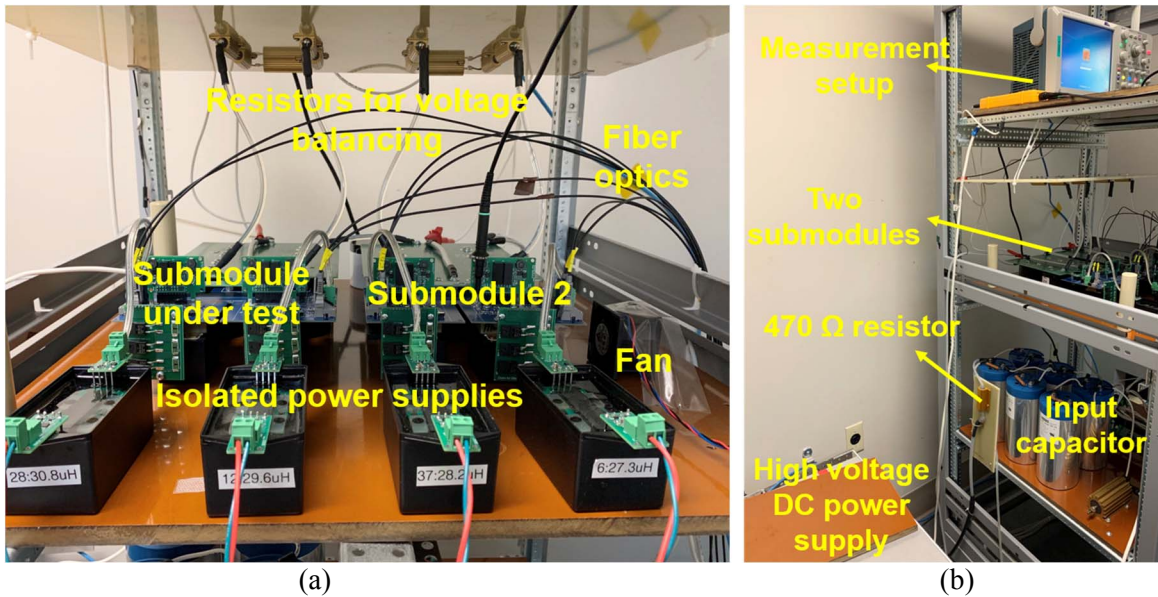 Resistors for voltage
balancing
Fiber
optics
Submodule
under test
Submodule 2
Fan
Isolated power supplies
28:30.8uH
12:29.6uH
37:28.2uH
6:27.3uH
(a)
Measurement
setup
Two
submodules
470 Ω resistor
Input
capacitor
High voltage
DC power
supply
(b)